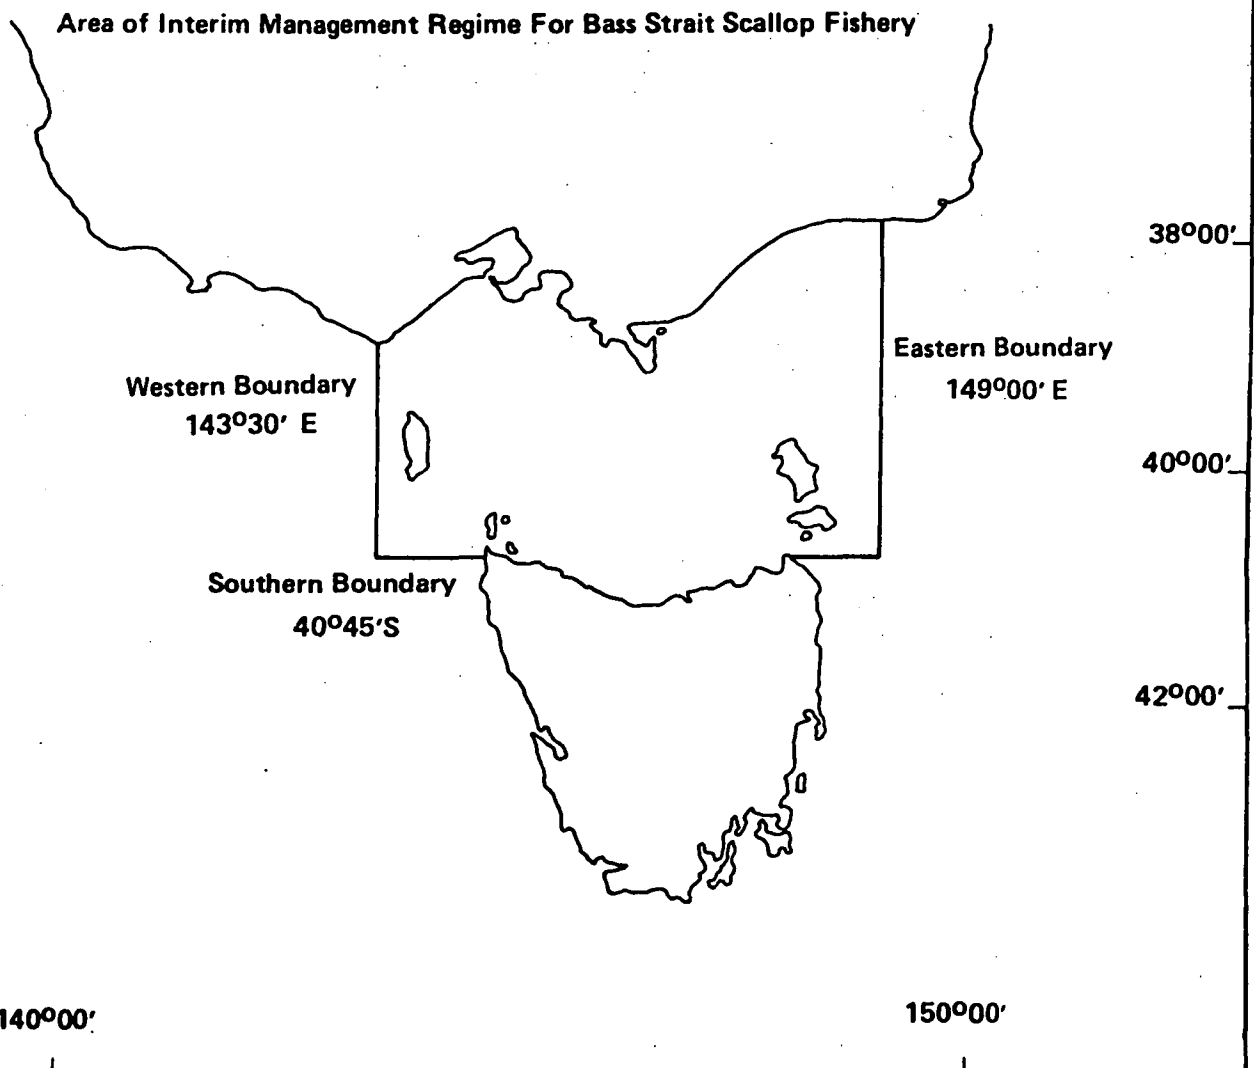 Area of Interim Management Regime For Bass Strait Scallop Fishery
38°00'
Eastern Boundary
149°00' E
Western Boundary
143°30' E
40°00'
Southern Boundary
40°45'S
42°00'
140°00'
150°00'